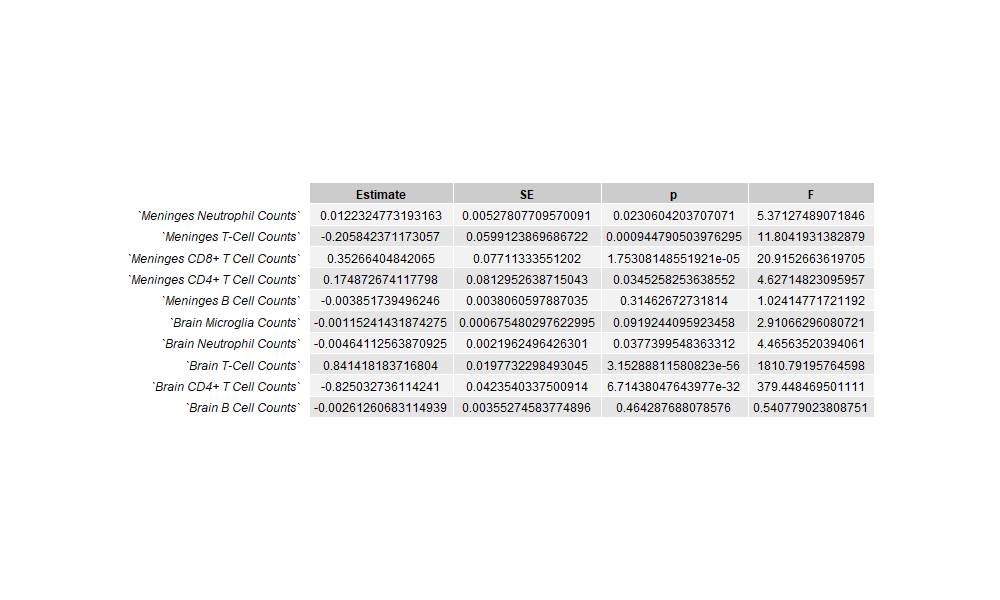 Estimate SE p F
`Meninges Neutrophil Counts` 0.0122324773193163 0.00527807709570091 0.0230604203707071 5.37127489071846
`Meninges T-Cell Counts` -0.205842371173057 0.0599123869686722 0.000944790503976295 11.8041931382879
`Meninges CD8+ T Cell Counts` 0.35266404842065 0.07711333551202 1.75308148551921e-05 20.9152663619705
`Meninges CD4+ T Cell Counts` 0.174872674117798 0.0812952638715043 0.0345258253638552 4.62714823095957
`Meninges B Cell Counts` -0.003851739496246 0.0038060597887035 0.31462672731814 1.02414771721192
`Brain Microglia Counts` -0.00115241431874275 0.000675480297622995 0.0919244095923458 2.91066296080721
`Brain Neutrophil Counts` -0.00464112563870925 0.0021962496426301 0.0377399548363312 4.46563520394061
`Brain T-Cell Counts` 0.841418183716804 0.0197732298493045 3.15288811580823e-56 1810.79195764598
`Brain CD4+ T Cell Counts` -0.825032736114241 0.0423540337500914 6.71438047643977e-32 379.448469501111
`Brain B Cell Counts` -0.00261260683114939 0.00355274583774896 0.464287688078576 0.540779023808751